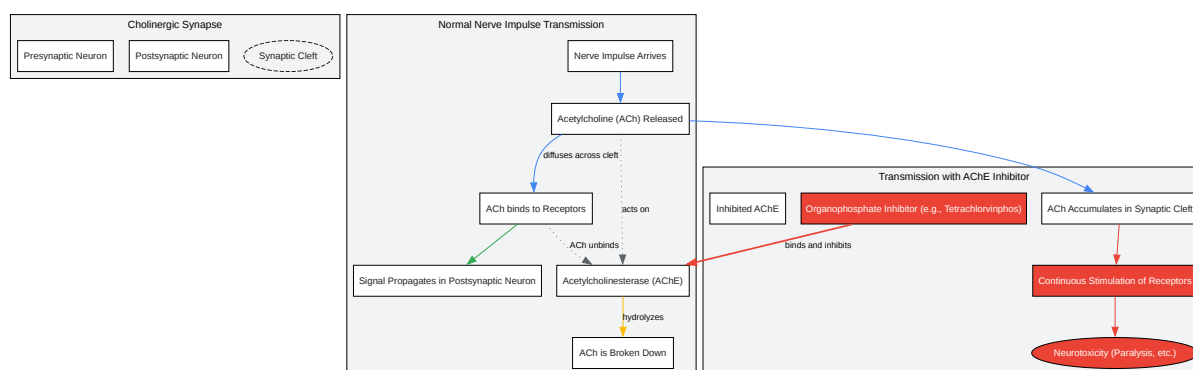 Cholinergic Synapse
Presynaptic Neuron
Postsynaptic Neuron
Synaptic Cleft
Normal Nerve Impulse Transmission
Nerve Impulse Arrives
Acetylcholine (ACh) Released
diffuses across cleft
ACh binds to Receptors
acts on
ACh unbinds
Signal Propagates in Postsynaptic Neuron
Acetylcholinesterase (AChE)
hydrolyzes
ACh is Broken Down
Transmission with AChE Inhibitor
Inhibited AChE
Organophosphate Inhibitor (e.g., Tetrachlorvinphos)
ACh Accumulates in Synaptic Cleft
binds and inhibits
Continuous Stimulation of Receptors
Neurotoxicity (Paralysis, etc.)